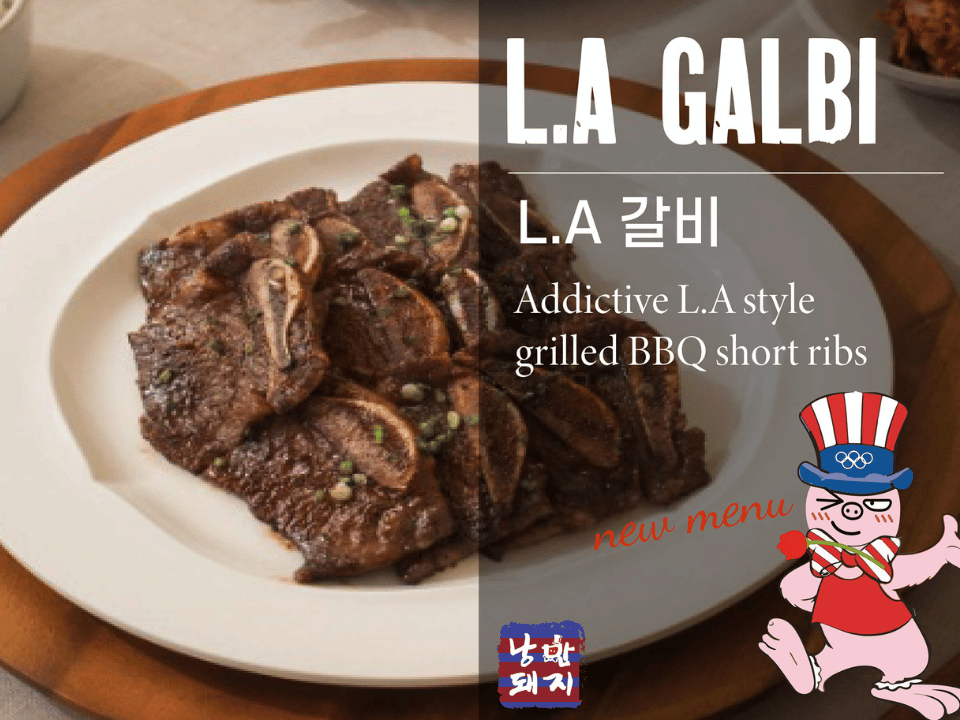 L.A GALBI
L.A 갈비
Addictive L.A style
grilled BBQ short ribs
new menu
낭만
돼지